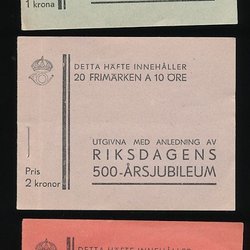 1 krona
DETTA HÄFTE INNEHÅLLER
20 FRIMÄRKEN A 10 ÖRE
UTGIVNA MED ANLEDNING AV
RIKSDAGENS
500-ÅRSJUBILEUM
Pris
2 kronor
DETTA HÄFTE INNEHÅLLER